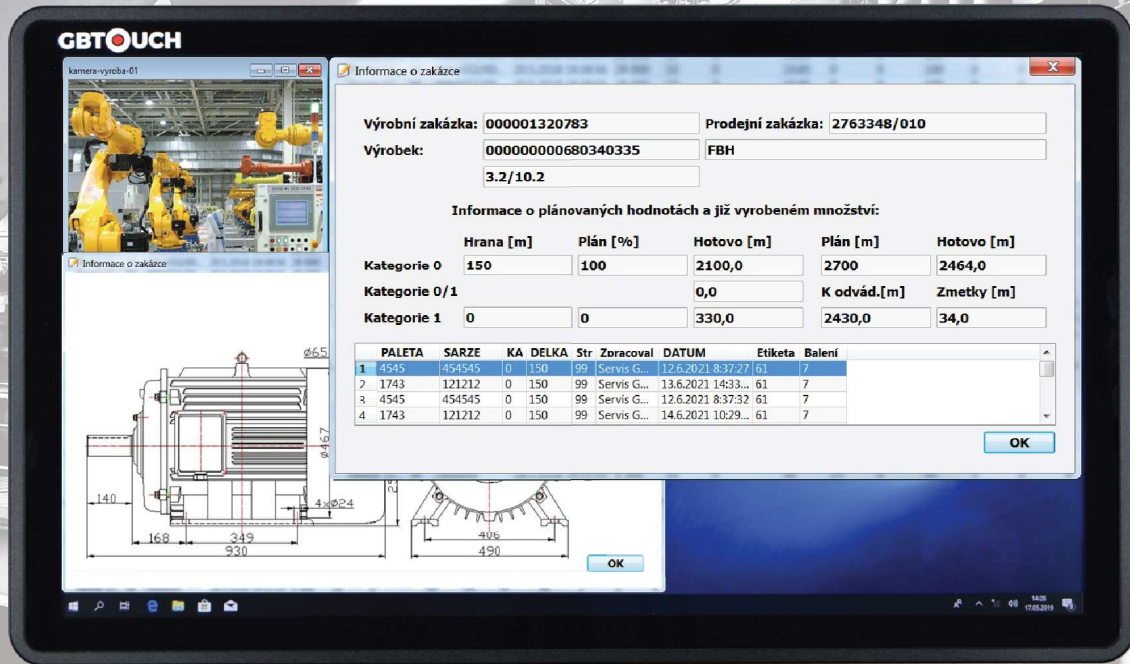 GBTOUCH
kamera-vyroba-01
Informace o zakázce
Výrobní zakázka: 000001320783 Prodejní zakázka: 2763348/010
Výrobek: 000000000680340335 FBH
3.2/10.2
Informace o plánovaných hodnotách a již vyrobeném množství:
Hrana [m] Plán [%] Hotovo [m] Plán [m] Hotovo [m]
Kategorie 0 150 100 2100,0 2700 2464,0
Kategorie 0/1 0,0 K odvád.[m] Zmetky [m]
Kategorie 1 0 0 330,0 2430,0 34,0
PALETA SARZE KA DELKA Str Zpracoval DATUM Etiketa Balení
1 4545 454545 0 150 99 Servis G... 12.6.2021 8:37:27 61 7
2 1743 121212 0 150 99 Servis G... 13.6.2021 14:33... 61 7
3 4545 454545 0 150 99 Servis G... 12.6.2021 8:37:32 61 7
4 1743 121212 0 150 99 Servis G... 14.6.2021 10:29... 61 7
OK
Informace o zakázce
Ø65
Ø467
140
4xØ24
168 349
930
406
490
OK
14:28
17.05.2019